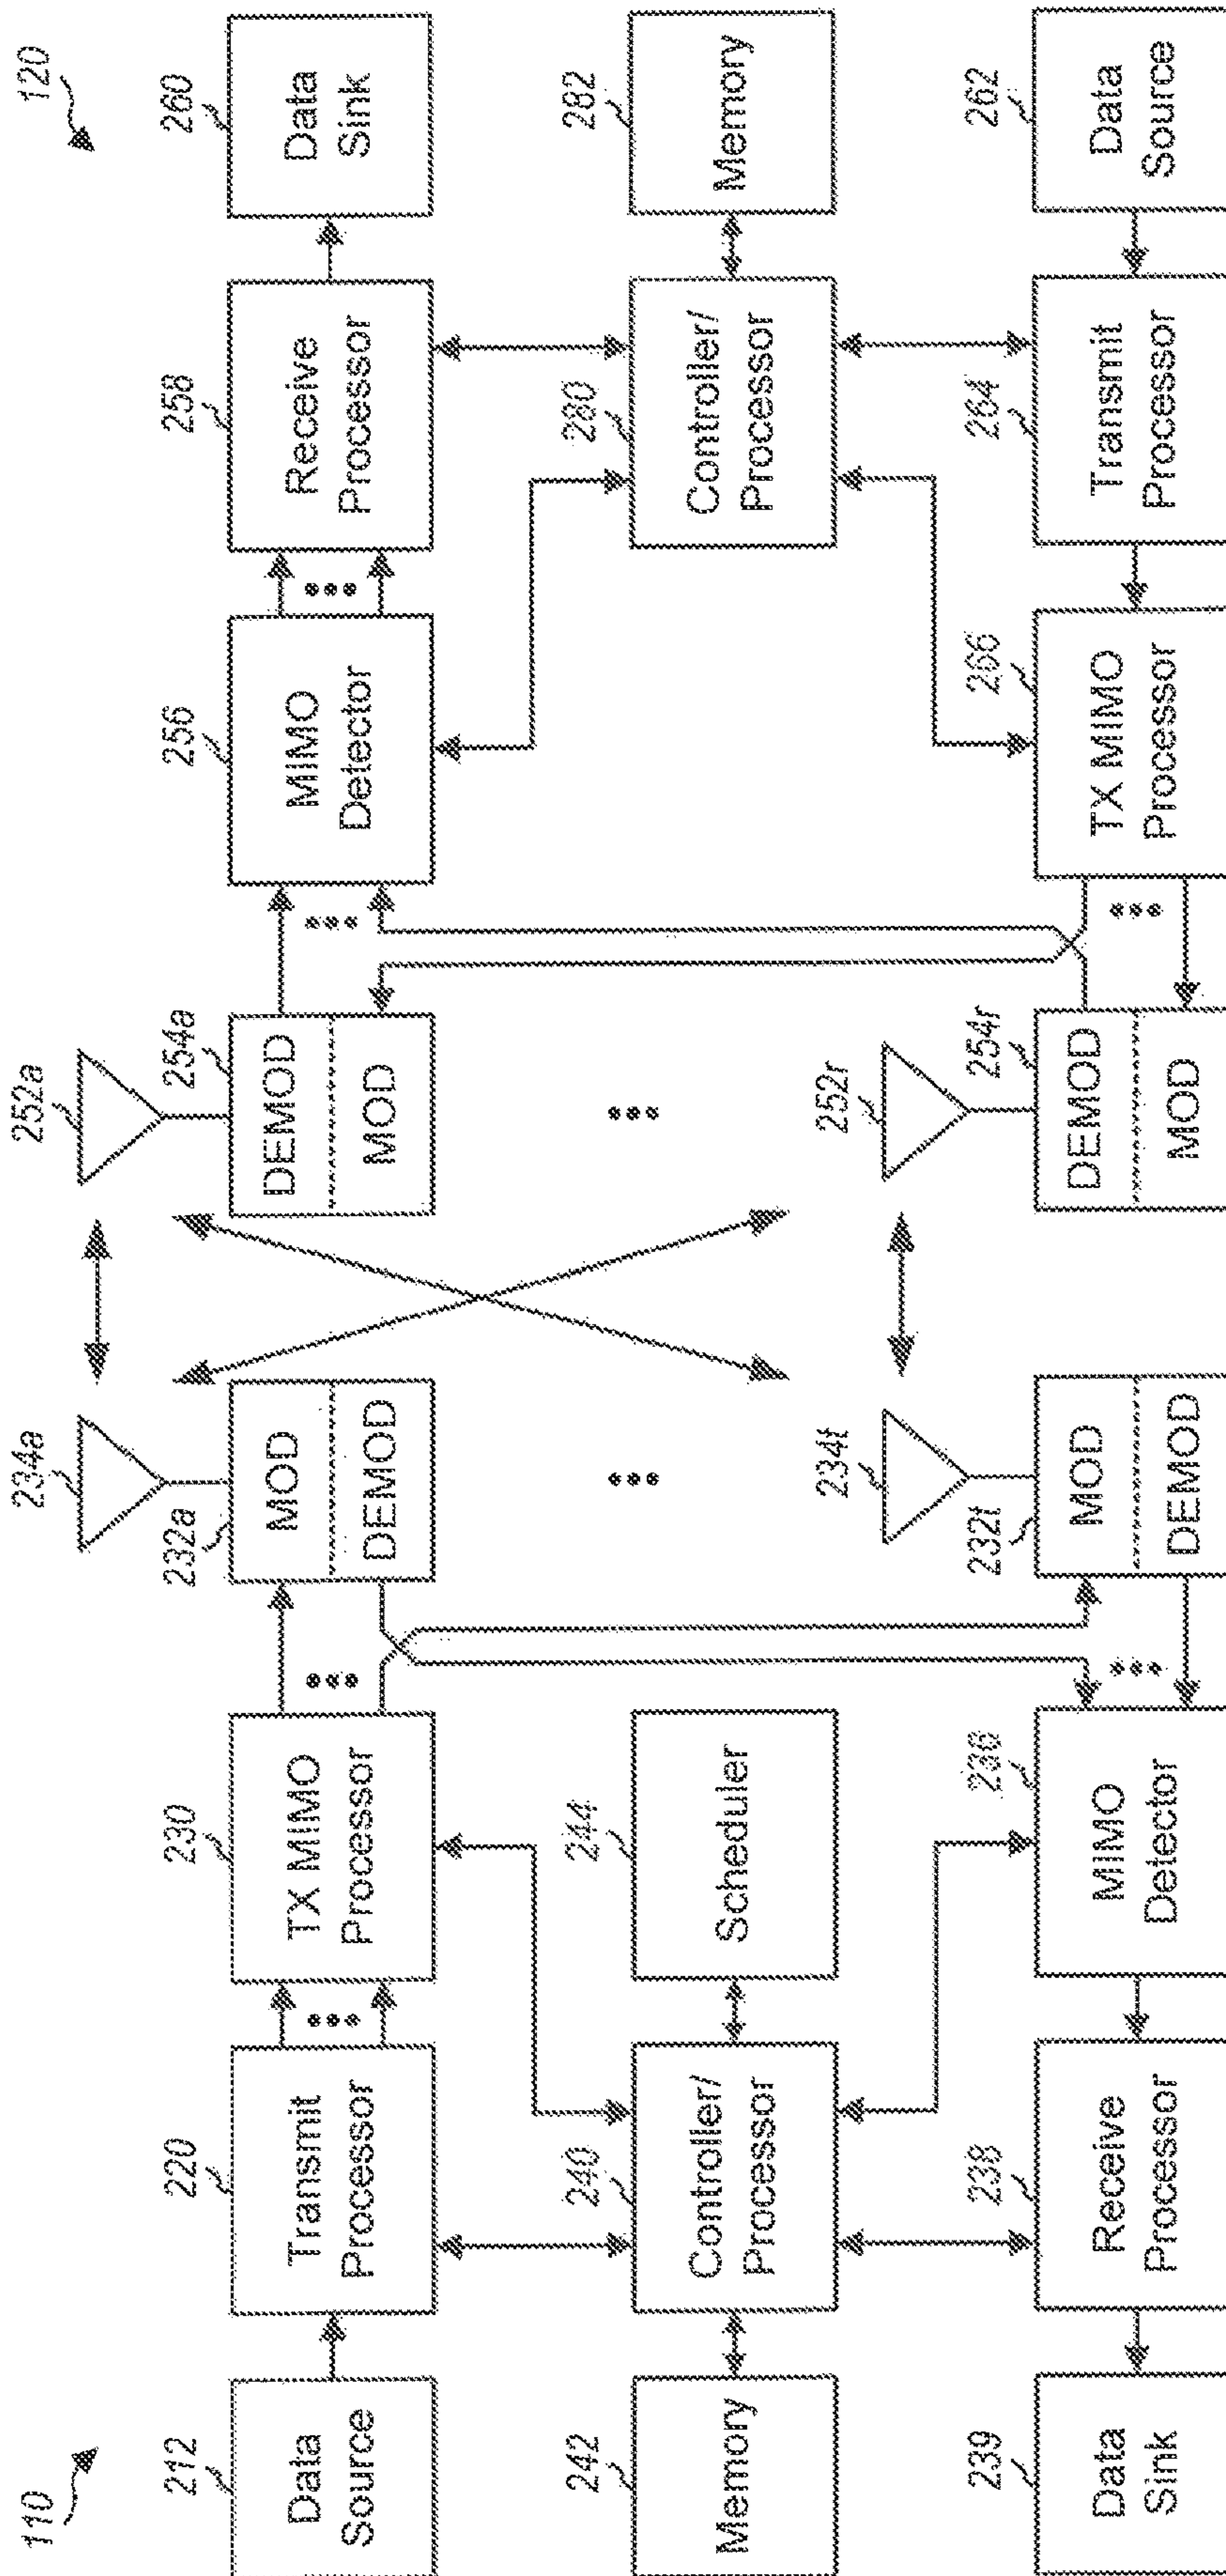 110
120
212
Data
Source
220
Transmit
Processor
230
TX MIMO
Processor
234a
232a
MOD
DEMOD
252a
254a
DEMOD
MOD
256
MIMO
Detector
258
Receive
Processor
260
Data
Sink
242
Memory
240
Controller/
Processor
244
Scheduler
280
Controller/
Processor
282
Memory
239
Data
Sink
238
Receive
Processor
236
MIMO
Detector
234t
232t
MOD
DEMOD
252r
254r
DEMOD
MOD
266
TX MIMO
Processor
264
Transmit
Processor
262
Data
Source